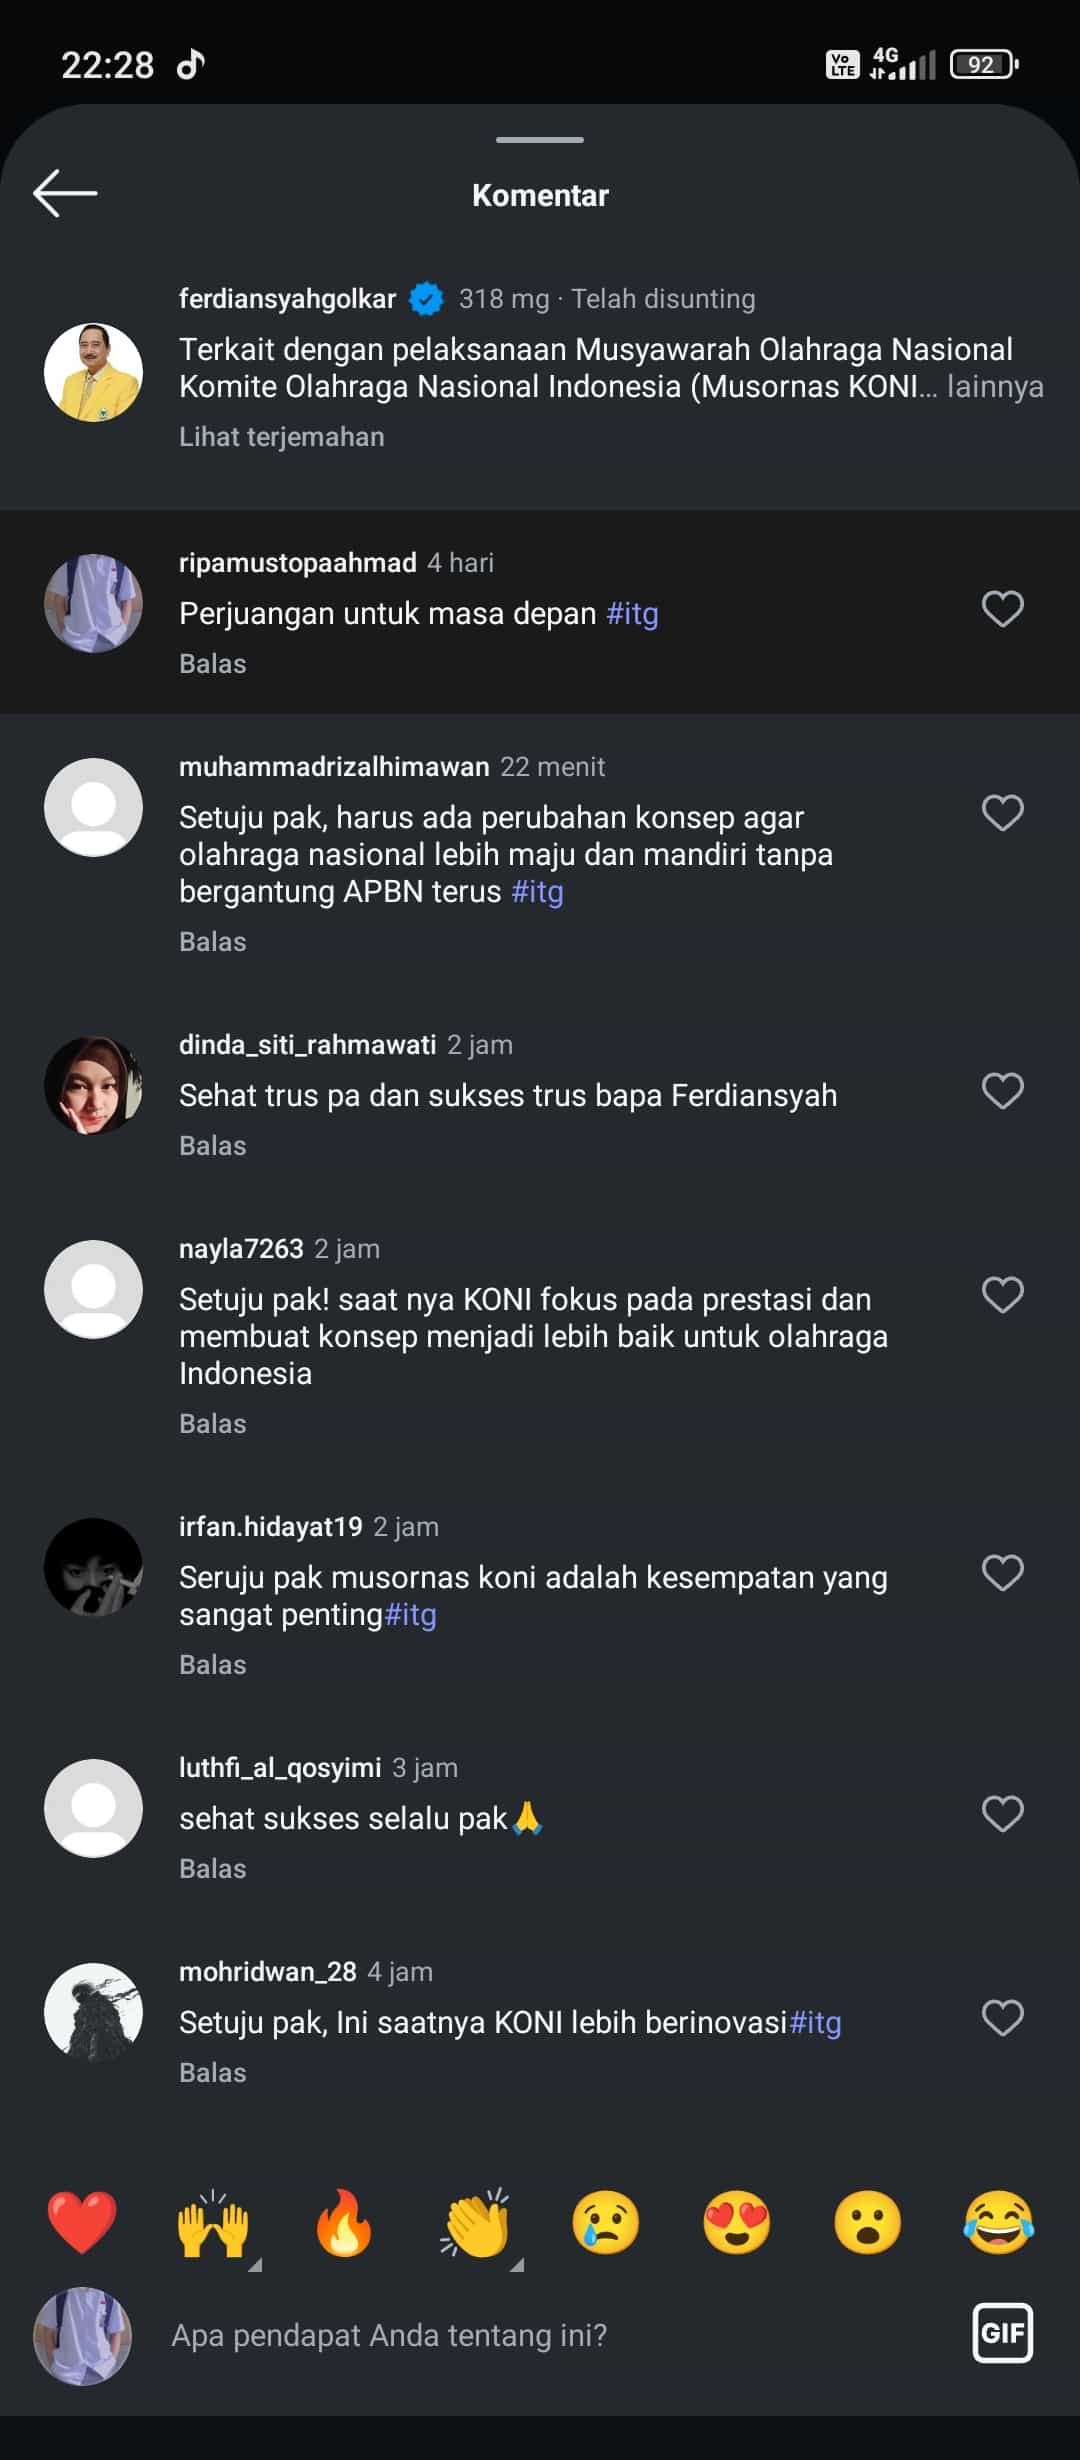 22:28
Vo LTE 4G 92
Komentar
ferdiansyahgolkar 318 mg · Telah disunting
Terkait dengan pelaksanaan Musyawarah Olahraga Nasional
Komite Olahraga Nasional Indonesia (Musornas KONI... lainnya
Lihat terjemahan
ripamustopaahmad 4 hari
Perjuangan untuk masa depan #itg
Balas
muhammadrizalhimawan 22 menit
Setuju pak, harus ada perubahan konsep agar
olahraga nasional lebih maju dan mandiri tanpa
bergantung APBN terus #itg
Balas
dinda_siti_rahmawati 2 jam
Sehat trus pa dan sukses trus bapa Ferdiansyah
Balas
nayla7263 2 jam
Setuju pak! saat nya KONI fokus pada prestasi dan
membuat konsep menjadi lebih baik untuk olahraga
Indonesia
Balas
irfan.hidayat19 2 jam
Seruju pak musornas koni adalah kesempatan yang
sangat penting#itg
Balas
luthfi_al_qosyimi 3 jam
sehat sukses selalu pak🙏
Balas
mohridwan_28 4 jam
Setuju pak, Ini saatnya KONI lebih berinovasi#itg
Balas
Apa pendapat Anda tentang ini?
GIF